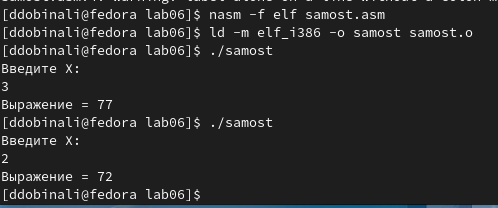 [ddobinali@fedora lab06]$ nasm -f elf samost.asm
[ddobinali@fedora lab06]$ ld -m elf_i386 -o samost samost.o
[ddobinali@fedora lab06]$ ./samost
Введите X:
3
Выражение = 77
[ddobinali@fedora lab06]$ ./samost
Введите X:
2
Выражение = 72
[ddobinali@fedora lab06]$